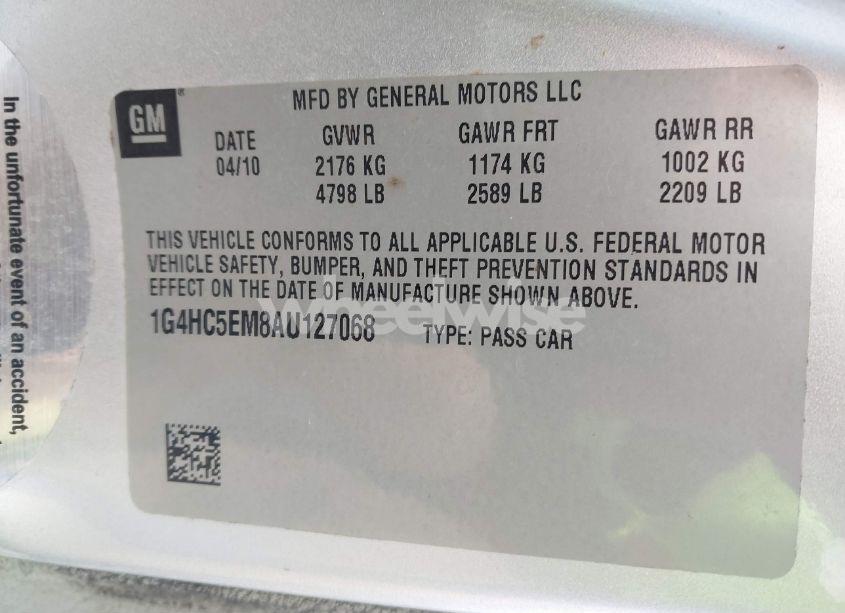 In the unfortunate event of an accident,
GM
MFD BY GENERAL MOTORS LLC
DATE GVWR GAWR FRT GAWR RR
04/10 2176 KG 1174 KG 1002 KG
4798 LB 2589 LB 2209 LB
THIS VEHICLE CONFORMS TO ALL APPLICABLE U.S. FEDERAL MOTOR
VEHICLE SAFETY, BUMPER, AND THEFT PREVENTION STANDARDS IN
EFFECT ON THE DATE OF MANUFACTURE SHOWN ABOVE.
1G4HC5EM8AU127068 TYPE: PASS CAR
Wheelwise